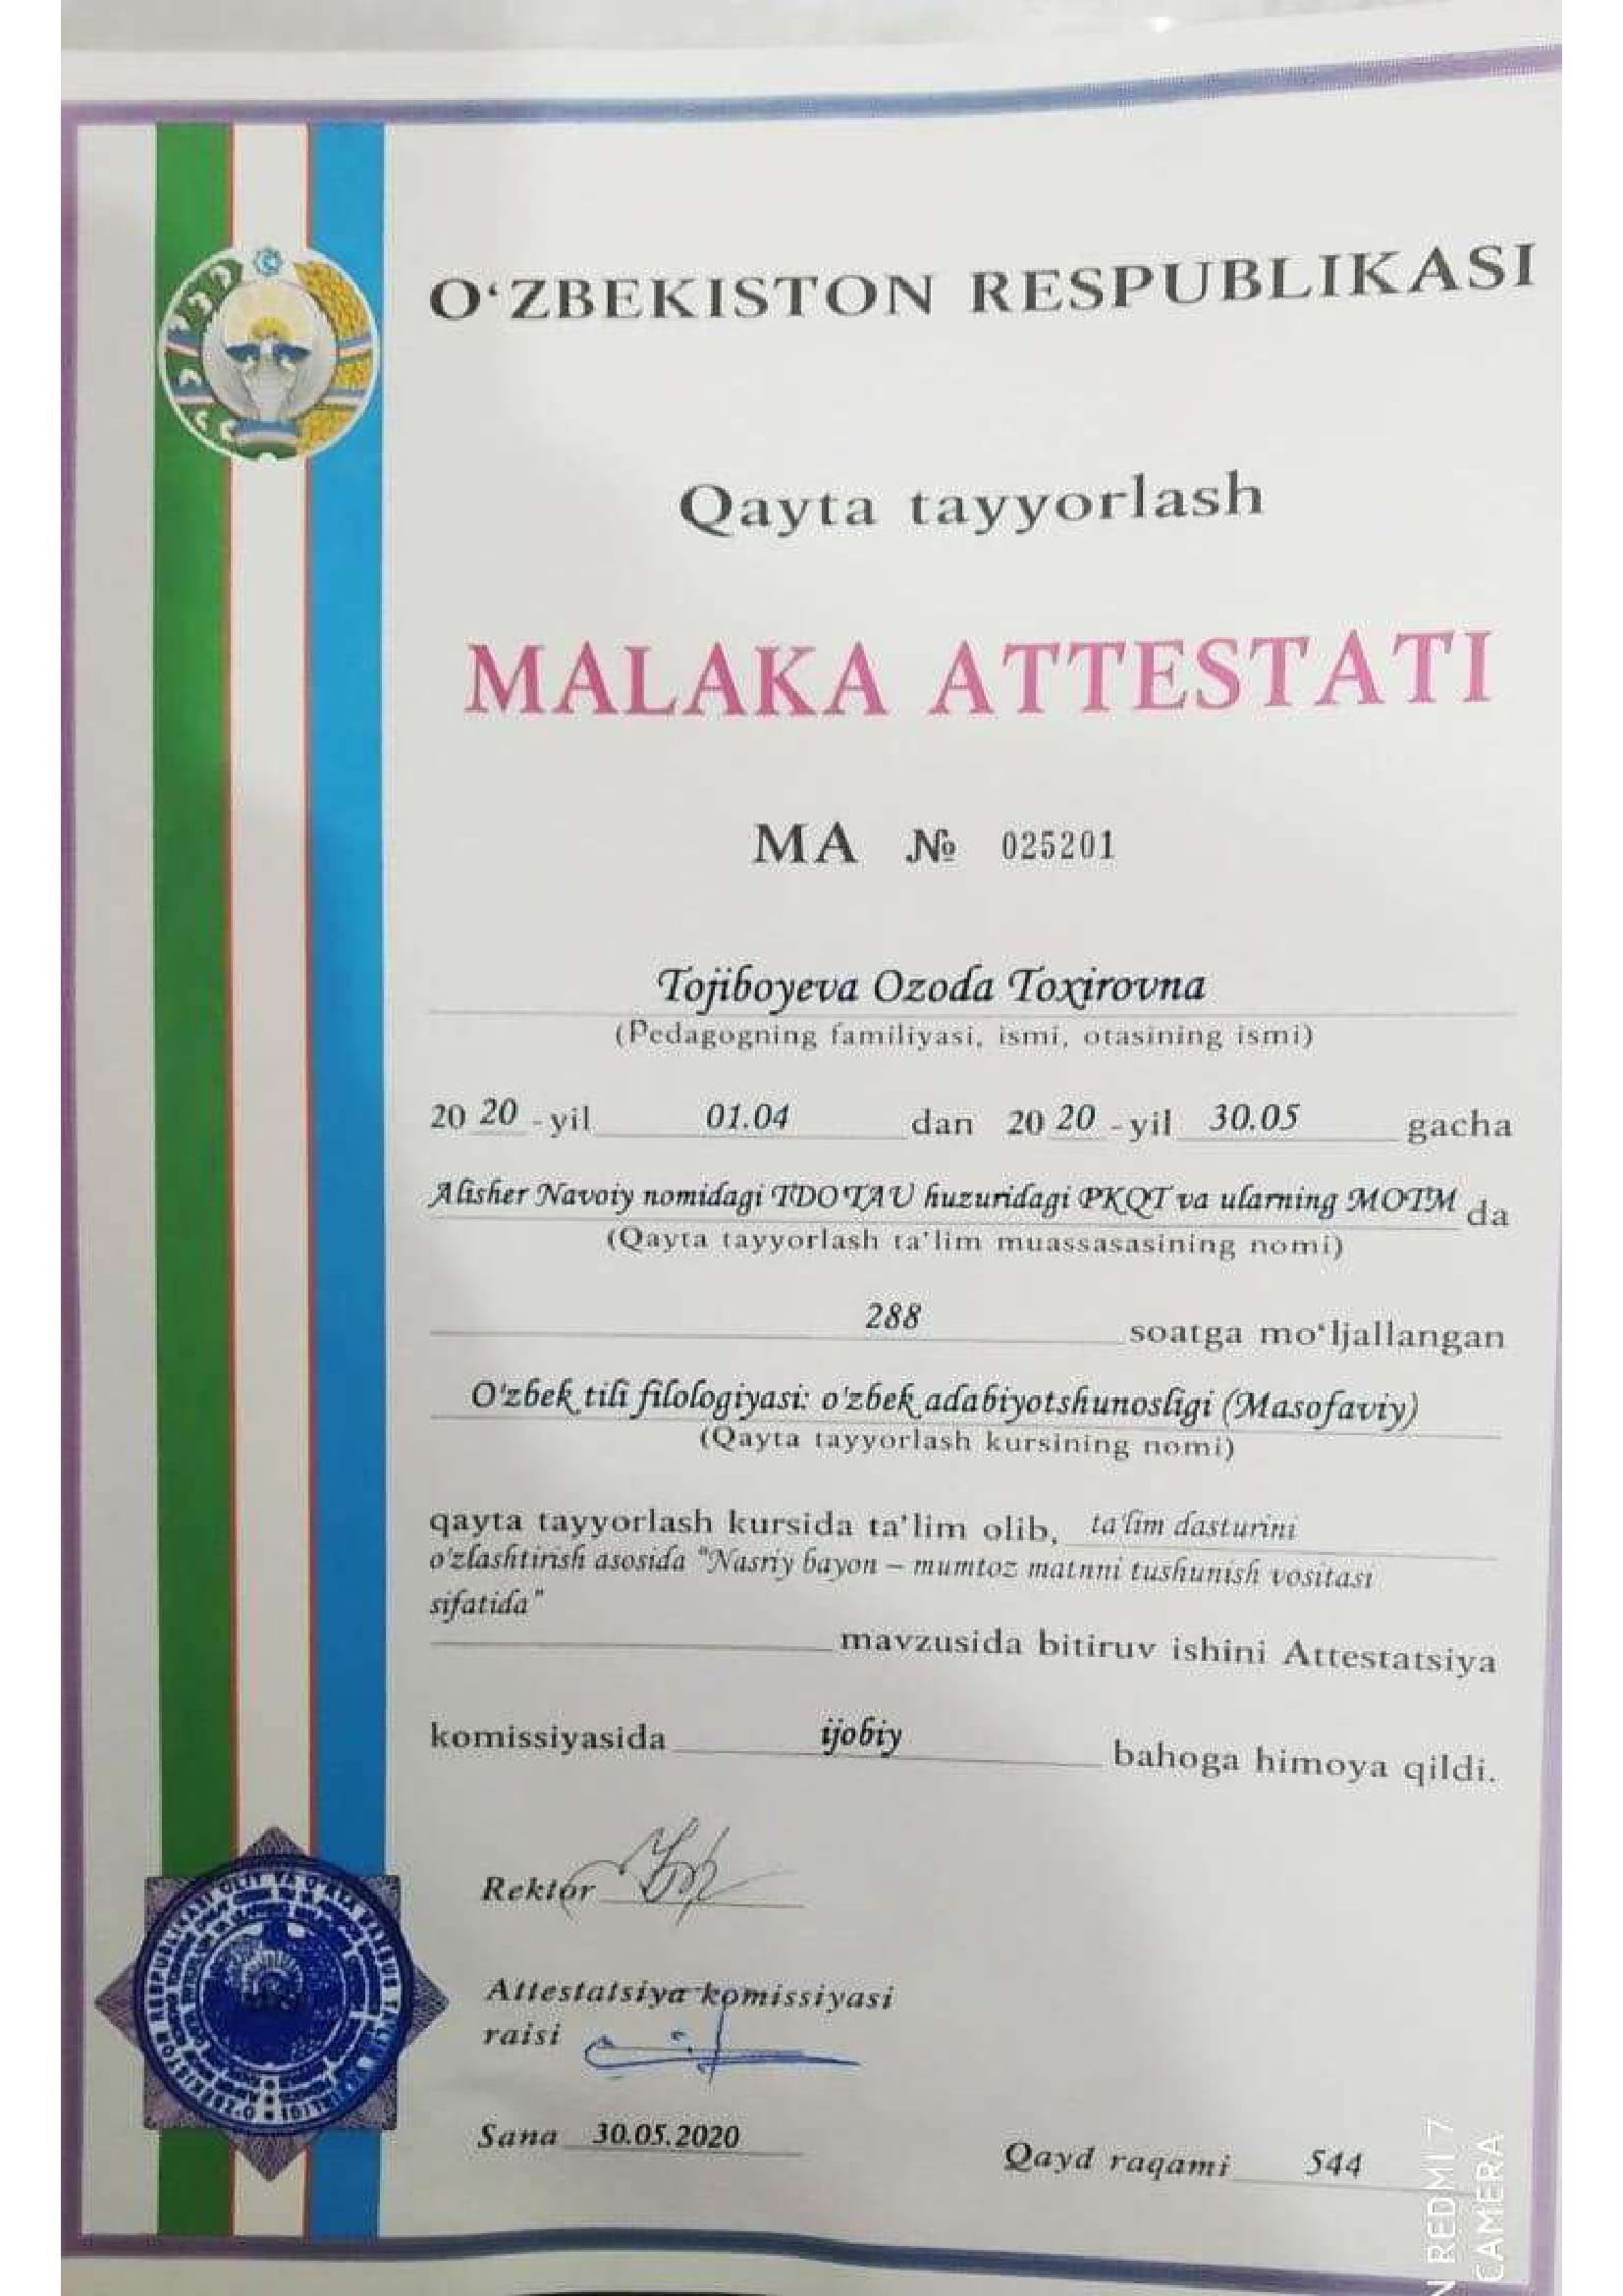 O‘ZBEKISTON RESPUBLIKASI
Qayta tayyorlash
MALAKA ATTESTATI
MA № 025201
Tojiboyeva Ozoda Toxirovna
(Pedagogning familiyasi, ismi, otasining ismi)
20 20 -yil 01.04 dan 20 20 -yil 30.05 gacha
Alisher Navoiy nomidagi TDO'TAU huzuridagi PKQT va ularning MOTM da
(Qayta tayyorlash ta'lim muassasasining nomi)
288 soatga mo‘ljallangan
O'zbek tili filologiyasi: o'zbek adabiyotshunosligi (Masofaviy)
(Qayta tayyorlash kursining nomi)
qayta tayyorlash kursida ta'lim olib, ta'lim dasturini
o'zlashtirish asosida "Nasriy bayon – mumtoz matnni tushunish vositasi
sifatida"
mavzusida bitiruv ishini Attestatsiya
komissiyasida ijobiy bahoga himoya qildi.
Rektor
Attestatsiya komissiyasi
raisi
Sana 30.05.2020
Qayd raqami 544
REDMI 7
CAMERA